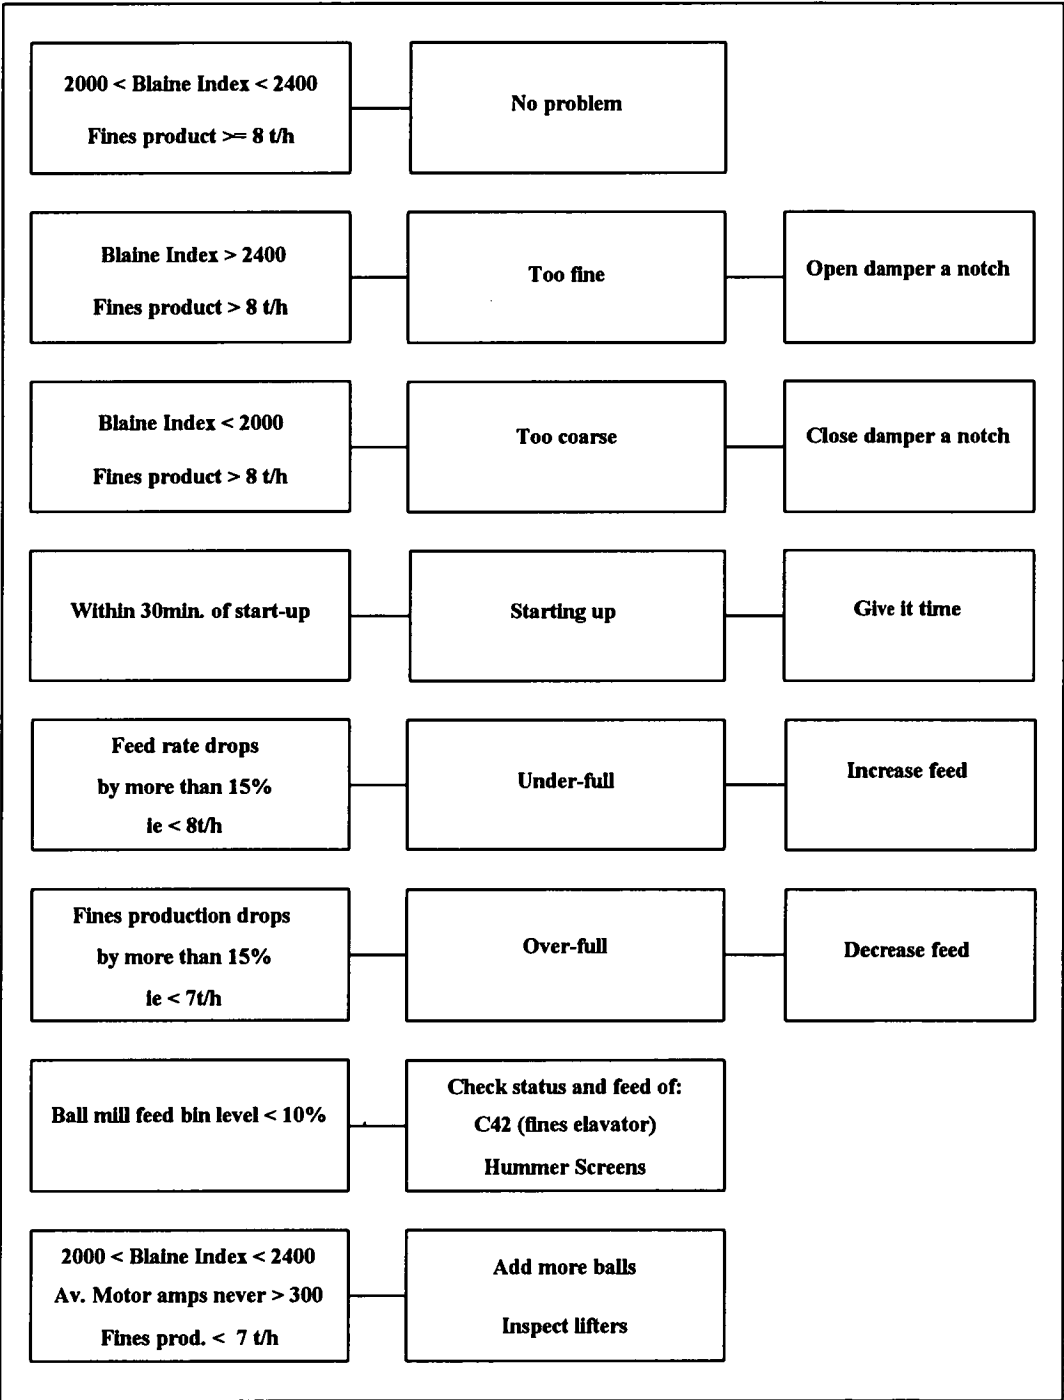 2000 < Blaine Index < 2400
Fines product >= 8 t/h
No problem
Blaine Index > 2400
Fines product > 8 t/h
Too fine
Open damper a notch
Blaine Index < 2000
Fines product > 8 t/h
Too coarse
Close damper a notch
Within 30min. of start-up
Starting up
Give it time
Feed rate drops
by more than 15%
ie < 8t/h
Under-full
Increase feed
Fines production drops
by more than 15%
ie < 7t/h
Over-full
Decrease feed
Ball mill feed bin level < 10%
Check status and feed of:
C42 (fines elavator)
Hummer Screens
2000 < Blaine Index < 2400
Av. Motor amps never > 300
Fines prod. < 7 t/h
Add more balls
Inspect lifters